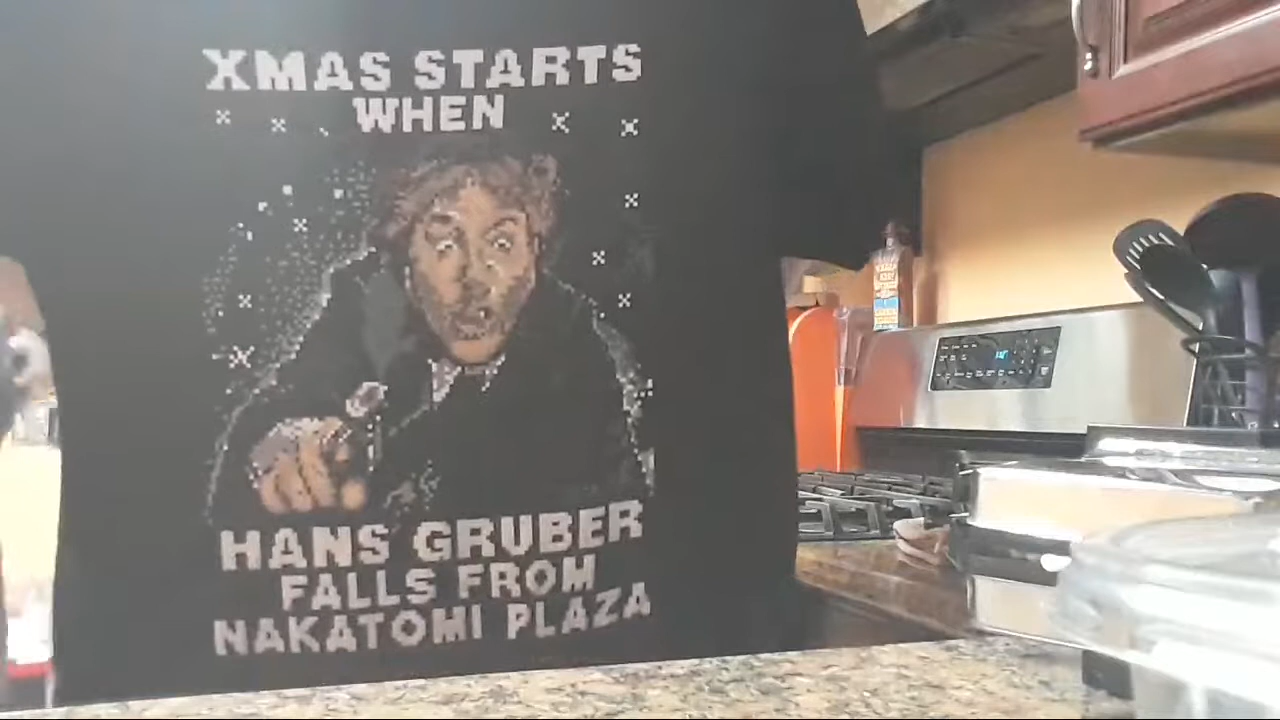 XMAS STARTS
WHEN
HANS GRUBER
FALLS FROM
NAKATOMI PLAZA